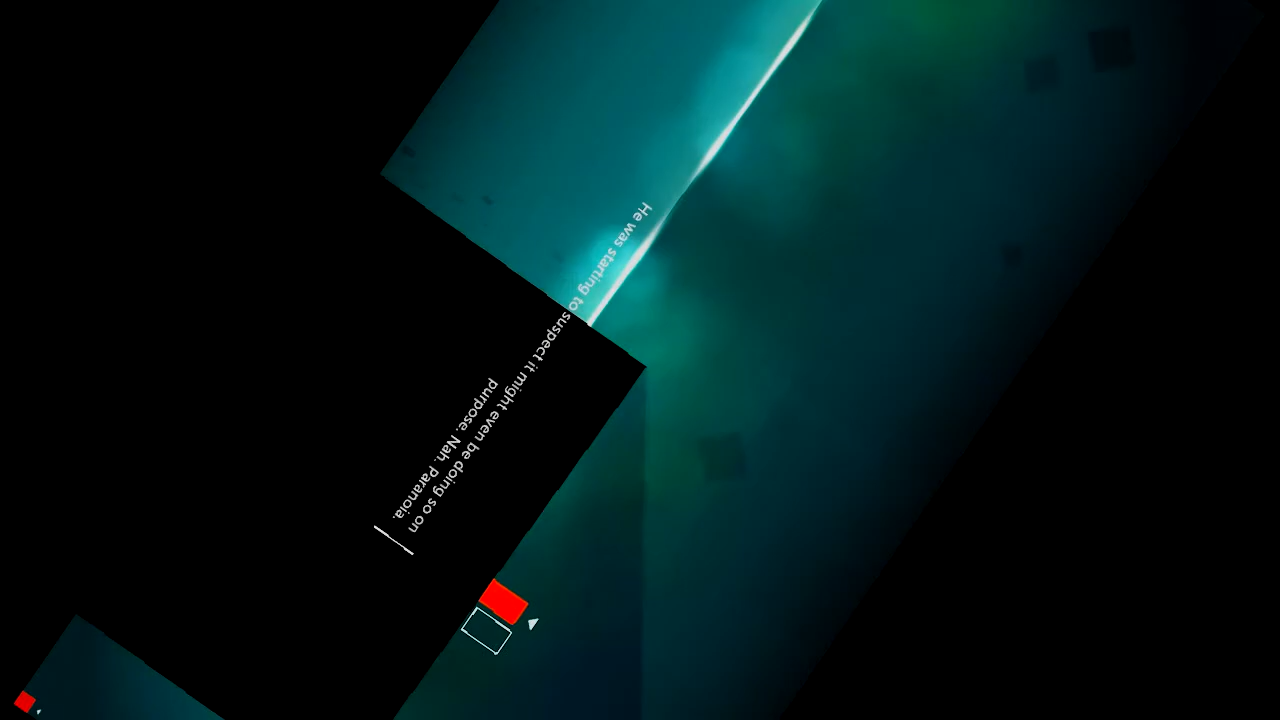 He was starting to suspect it might even be doing so on
purpose. Nah. Paranoia.